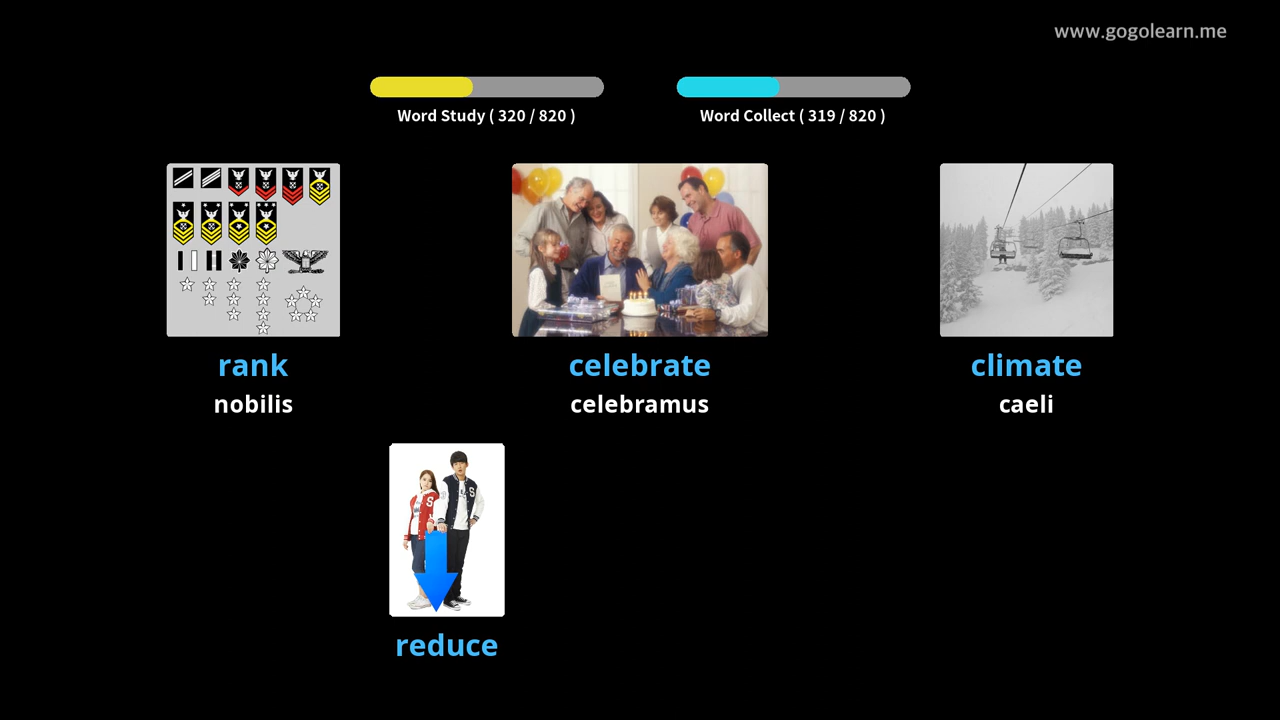 www.gogolearn.me
Word Study ( 320 / 820 )
Word Collect ( 319 / 820 )
rank
nobilis
celebrate
celebramus
climate
caeli
S
S
reduce